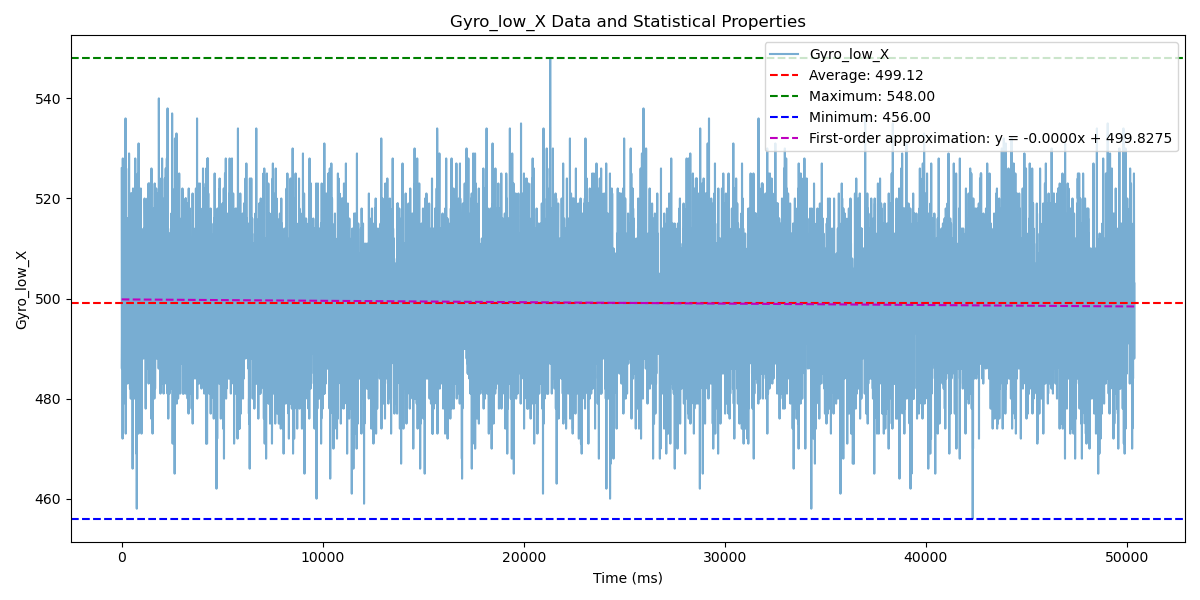 Gyro_low_X Data and Statistical Properties
Gyro_low_X
Average: 499.12
Maximum: 548.00
Minimum: 456.00
First-order approximation: y = -0.0000x + 499.8275
540
520
500
480
460
Gyro_low_X
0
10000
20000
30000
40000
50000
Time (ms)